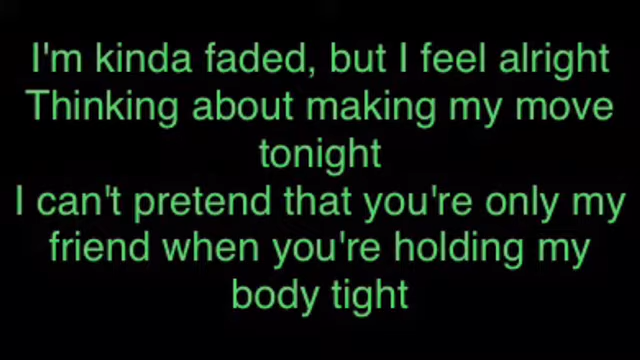 I'm kinda faded, but I feel alright
Thinking about making my move
tonight
I can't pretend that you're only my
friend when you're holding my
body tight